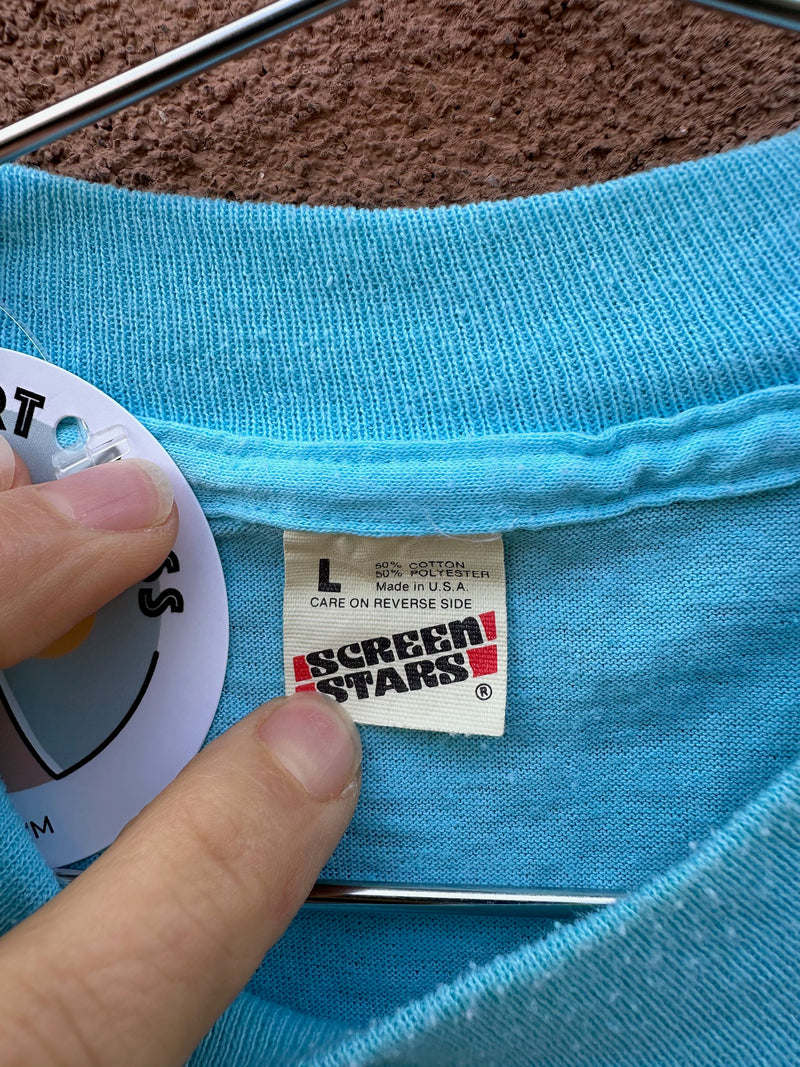 L
50% COTTON
50% POLYESTER
Made in U.S.A.
CARE ON REVERSE SIDE
SCREEN
STARS
®